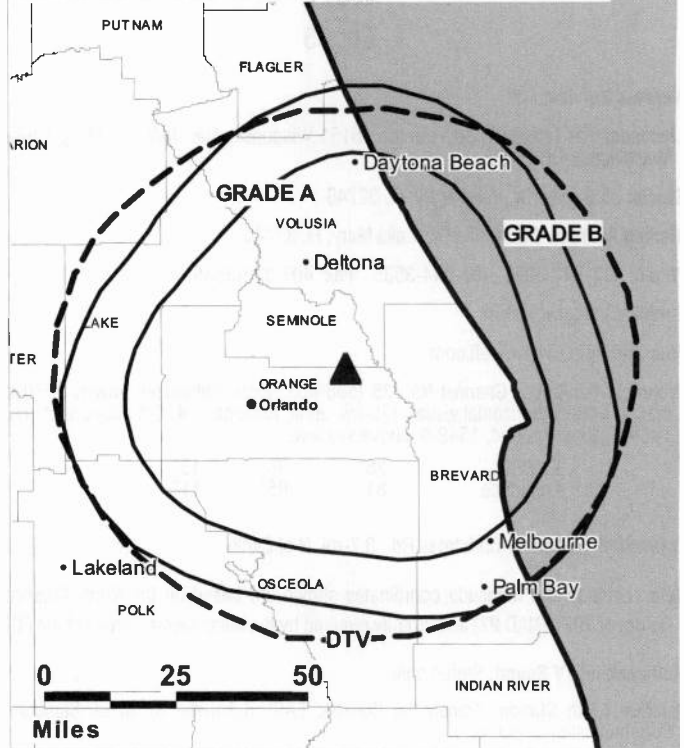 PUTNAM
FLAGLER
ARION
Daytona Beach
GRADE A
VOLUSIA
GRADE B
Deltona
LAKE
SEMINOLE
TER
ORANGE
Orlando
BREVARD
Melbourne
Lakeland
OSCEOLA
Palm Bay
POLK
DTV
0 25 50
Miles
INDIAN RIVER